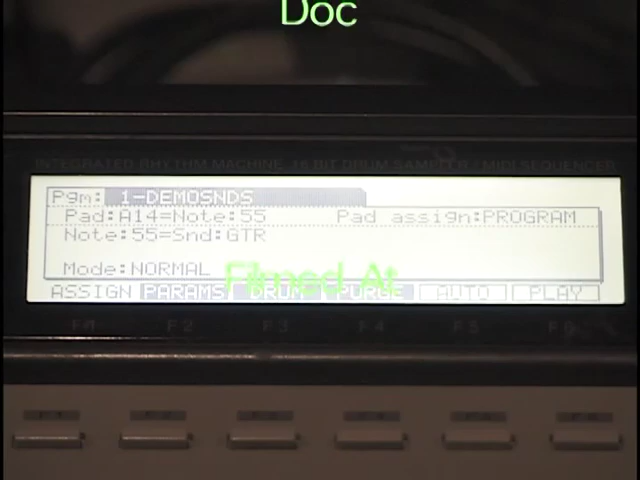 Doc
INTEGRATED RHYTHM MACHINE 16 BIT DRUM SAMPLER / MIDI SEQUENCER
Pgm: 1-DEMOSNDS
Pad:A14=Note:55 Pad assign:PROGRAM
Note:55=Snd:GTR
Mode:NORMAL
Filmed At
ASSIGN PARAMS DRUM PURGE AUTO PLAY
F1 F2 F3 F4 F5 F6